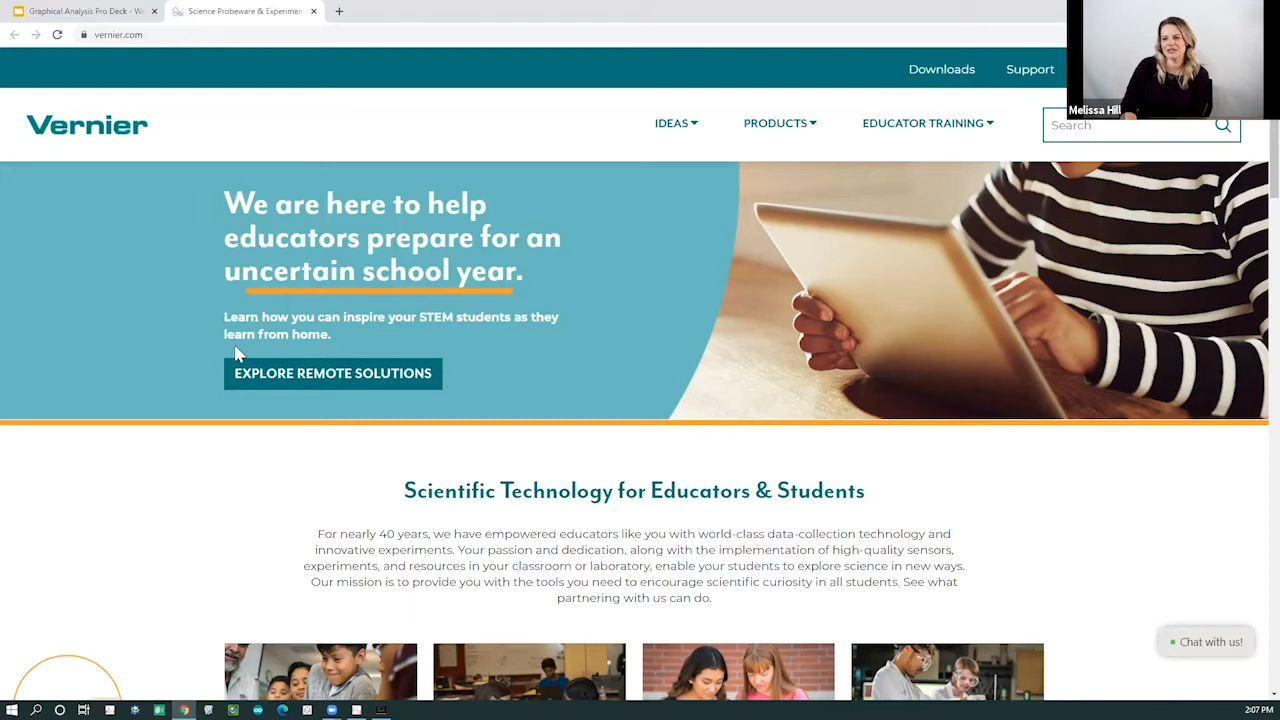 Graphical Analysis Pro Deck - We
Science Probeware & Experimen
vernier.com
Downloads
Support
Melissa Hill
Vernier
IDEAS
PRODUCTS
EDUCATOR TRAINING
Search
We are here to help
educators prepare for an
uncertain school year.
Learn how you can inspire your STEM students as they
learn from home.
EXPLORE REMOTE SOLUTIONS
Scientific Technology for Educators & Students
For nearly 40 years, we have empowered educators like you with world-class data-collection technology and
innovative experiments. Your passion and dedication, along with the implementation of high-quality sensors,
experiments, and resources in your classroom or laboratory, enable your students to explore science in new ways.
Our mission is to provide you with the tools you need to encourage scientific curiosity in all students. See what
partnering with us can do.
Chat with us!
2:07 PM